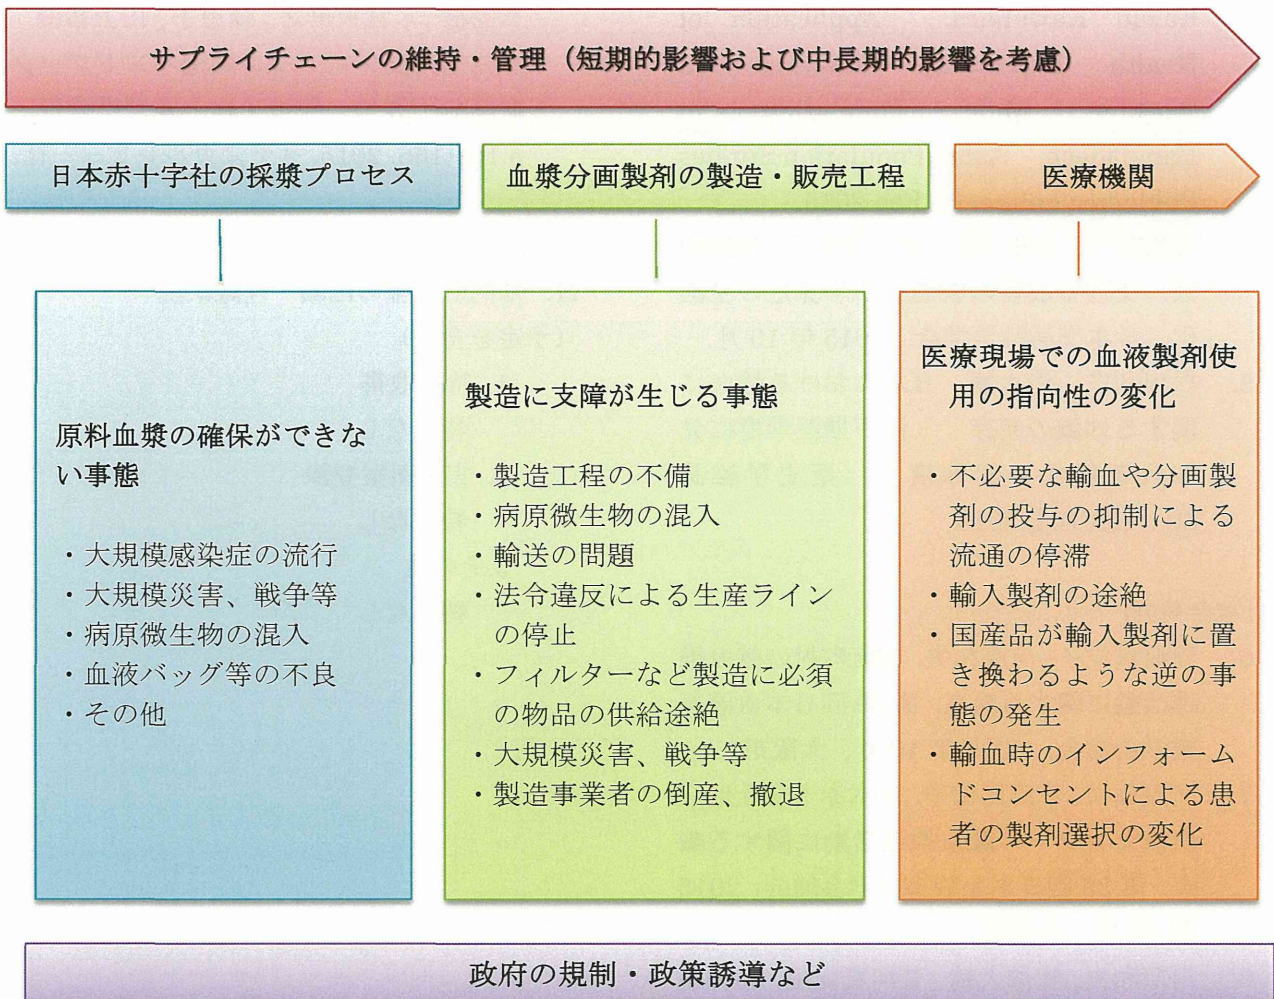 サプライチェーンの維持・管理（短期的影響および中長期的影響を考慮）
日本赤十字社の採漿プロセス
血漿分画製剤の製造・販売工程
医療機関
原料血漿の確保ができな
い事態
・大規模感染症の流行
・大規模災害、戦争等
・病原微生物の混入
・血液バッグ等の不良
・その他
製造に支障が生じる事態
・製造工程の不備
・病原微生物の混入
・輸送の問題
・法令違反による生産ライン
の停止
・フィルターなど製造に必須
の物品の供給途絶
・大規模災害、戦争等
・製造事業者の倒産、撤退
医療現場での血液製剤使
用の指向性の変化
・不必要な輸血や分画製
剤の投与の抑制による
流通の停滞
・輸入製剤の途絶
・国産品が輸入製剤に置
き換わるような逆の事
態の発生
・輸血時のインフォーム
ドコンセントによる患
者の製剤選択の変化
政府の規制・政策誘導など